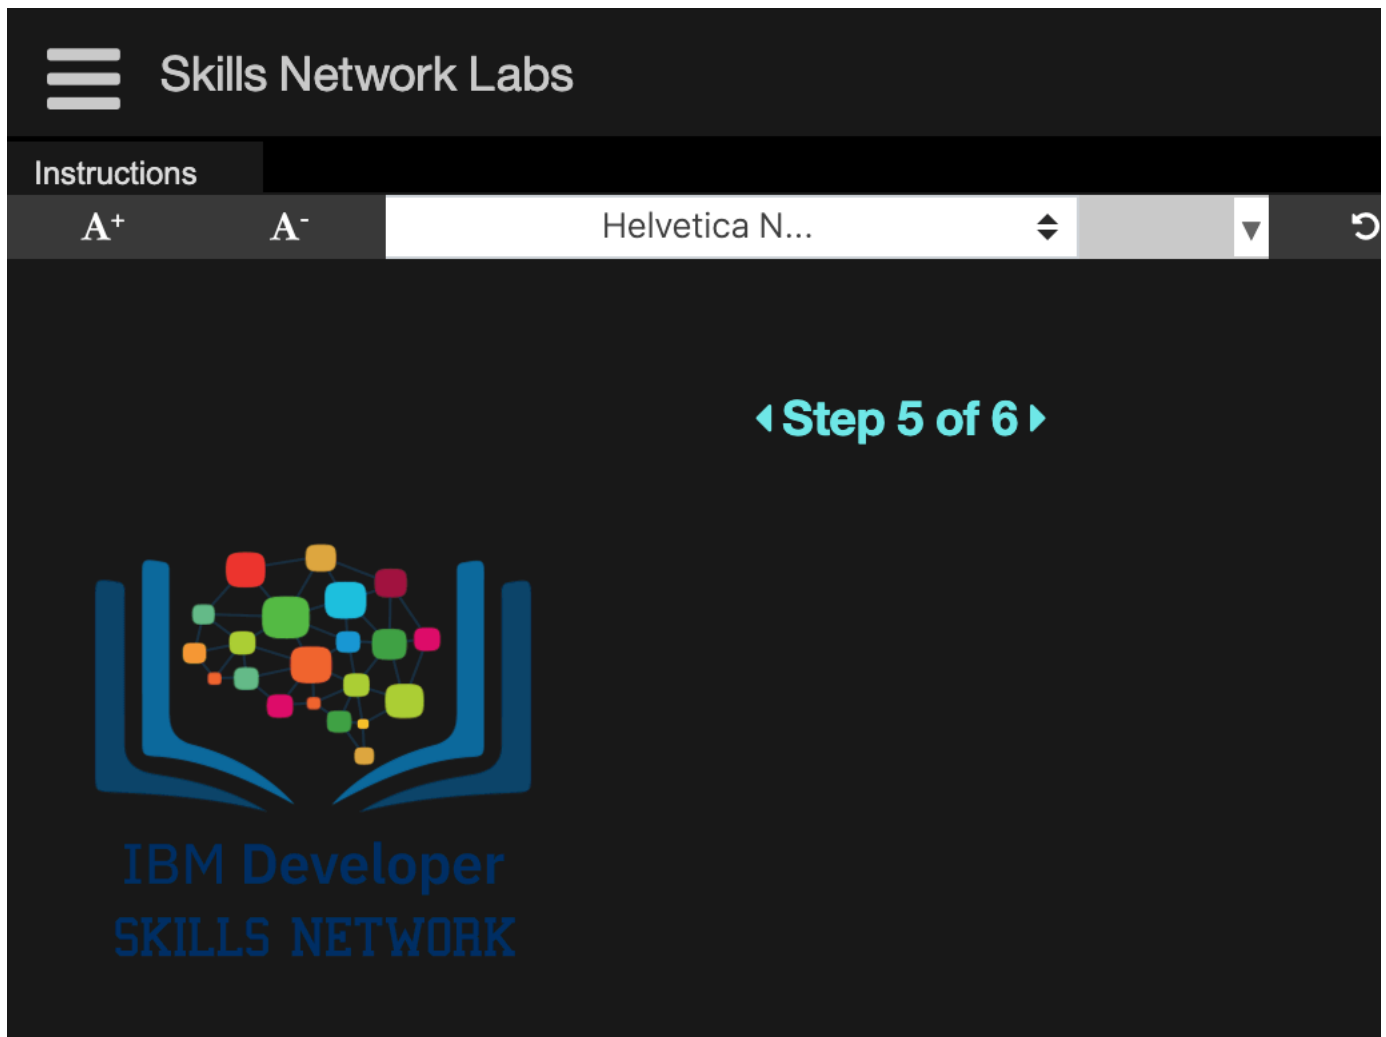 Skills Network Labs
Instructions
A+ A- Helvetica N...
Step 5 of 6
IBM Developer
SKILLS NETWORK